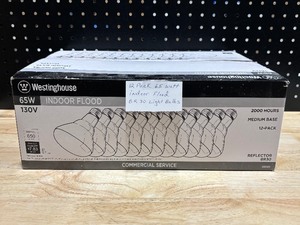 Westinghouse
65W
130V
INDOOR FLOOD
12 Pack 65 watt
Indoor Flood
BR30 Light Bulbs
2000 HOURS
MEDIUM BASE
12-PACK
REFLECTOR
BR30
COMMERCIAL SERVICE